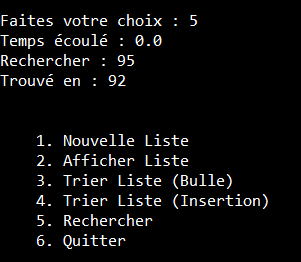 Faites votre choix : 5
Temps écoulé : 0.0
Rechercher : 95
Trouvé en : 92
1. Nouvelle Liste
2. Afficher Liste
3. Trier Liste (Bulle)
4. Trier Liste (Insertion)
5. Rechercher
6. Quitter